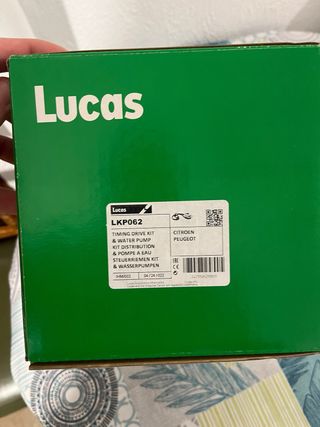 Lucas
Lucas
LKP062
TIMING DRIVE KIT
& WATER PUMP
KIT DISTRIBUTION
& POMPE A EAU
STEUERRIEMEN KIT
& WASSERPUMPEN
CITROEN
PEUGEOT